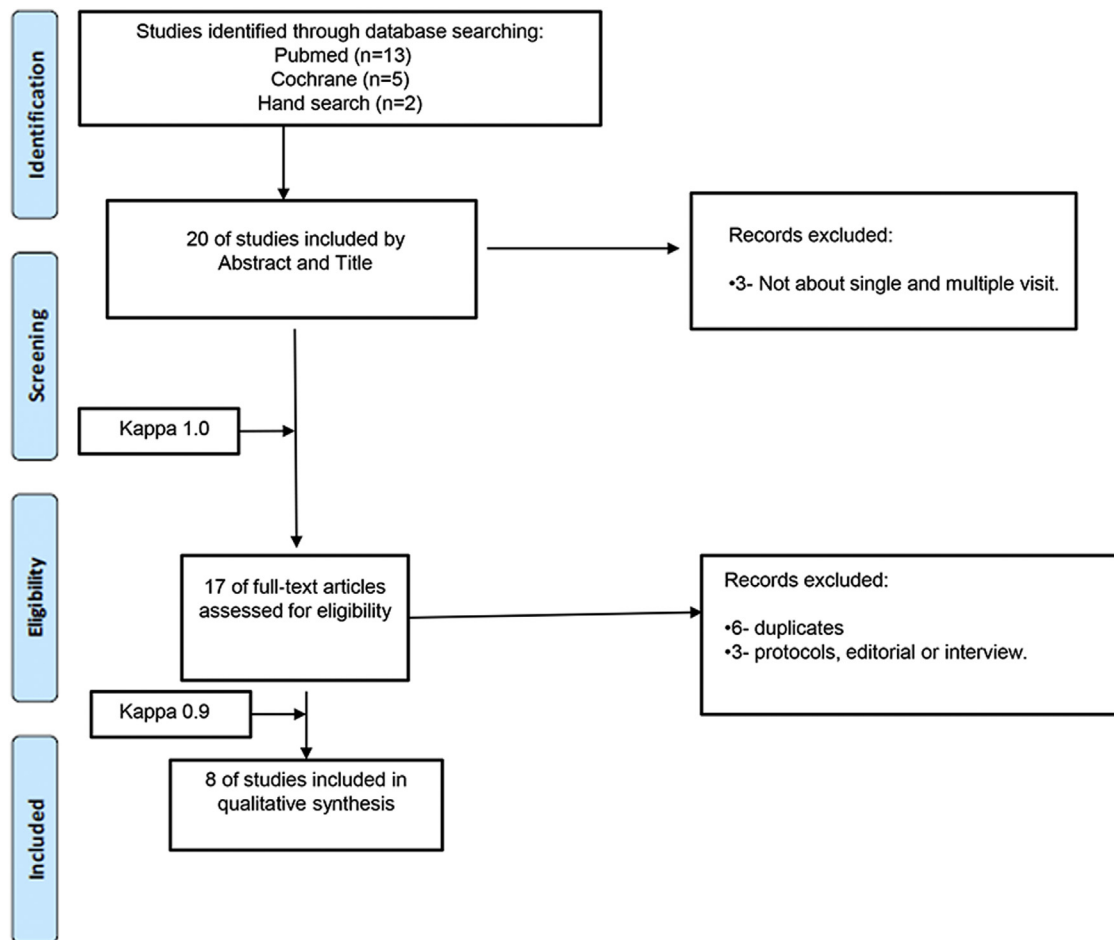 Identification
Studies identified through database searching:
Pubmed (n=13)
Cochrane (n=5)
Hand search (n=2)
20 of studies included by
Abstract and Title
Records excluded:
•3- Not about single and multiple visit.
Screening
Kappa 1.0
Eligibility
17 of full-text articles
assessed for eligibility
Records excluded:
•6- duplicates
•3- protocols, editorial or interview.
Kappa 0.9
Included
8 of studies included in
qualitative synthesis